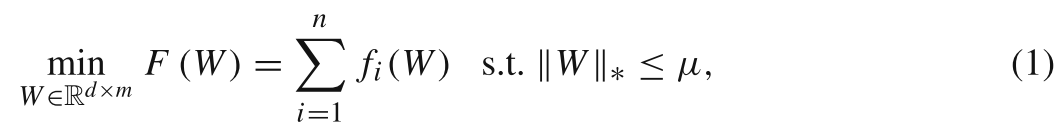 min_{W∈ℝ^{d×m}} F (W) = ∑_{i=1}^{n} f_i(W) s.t. ‖W‖_* ≤ μ, (1)